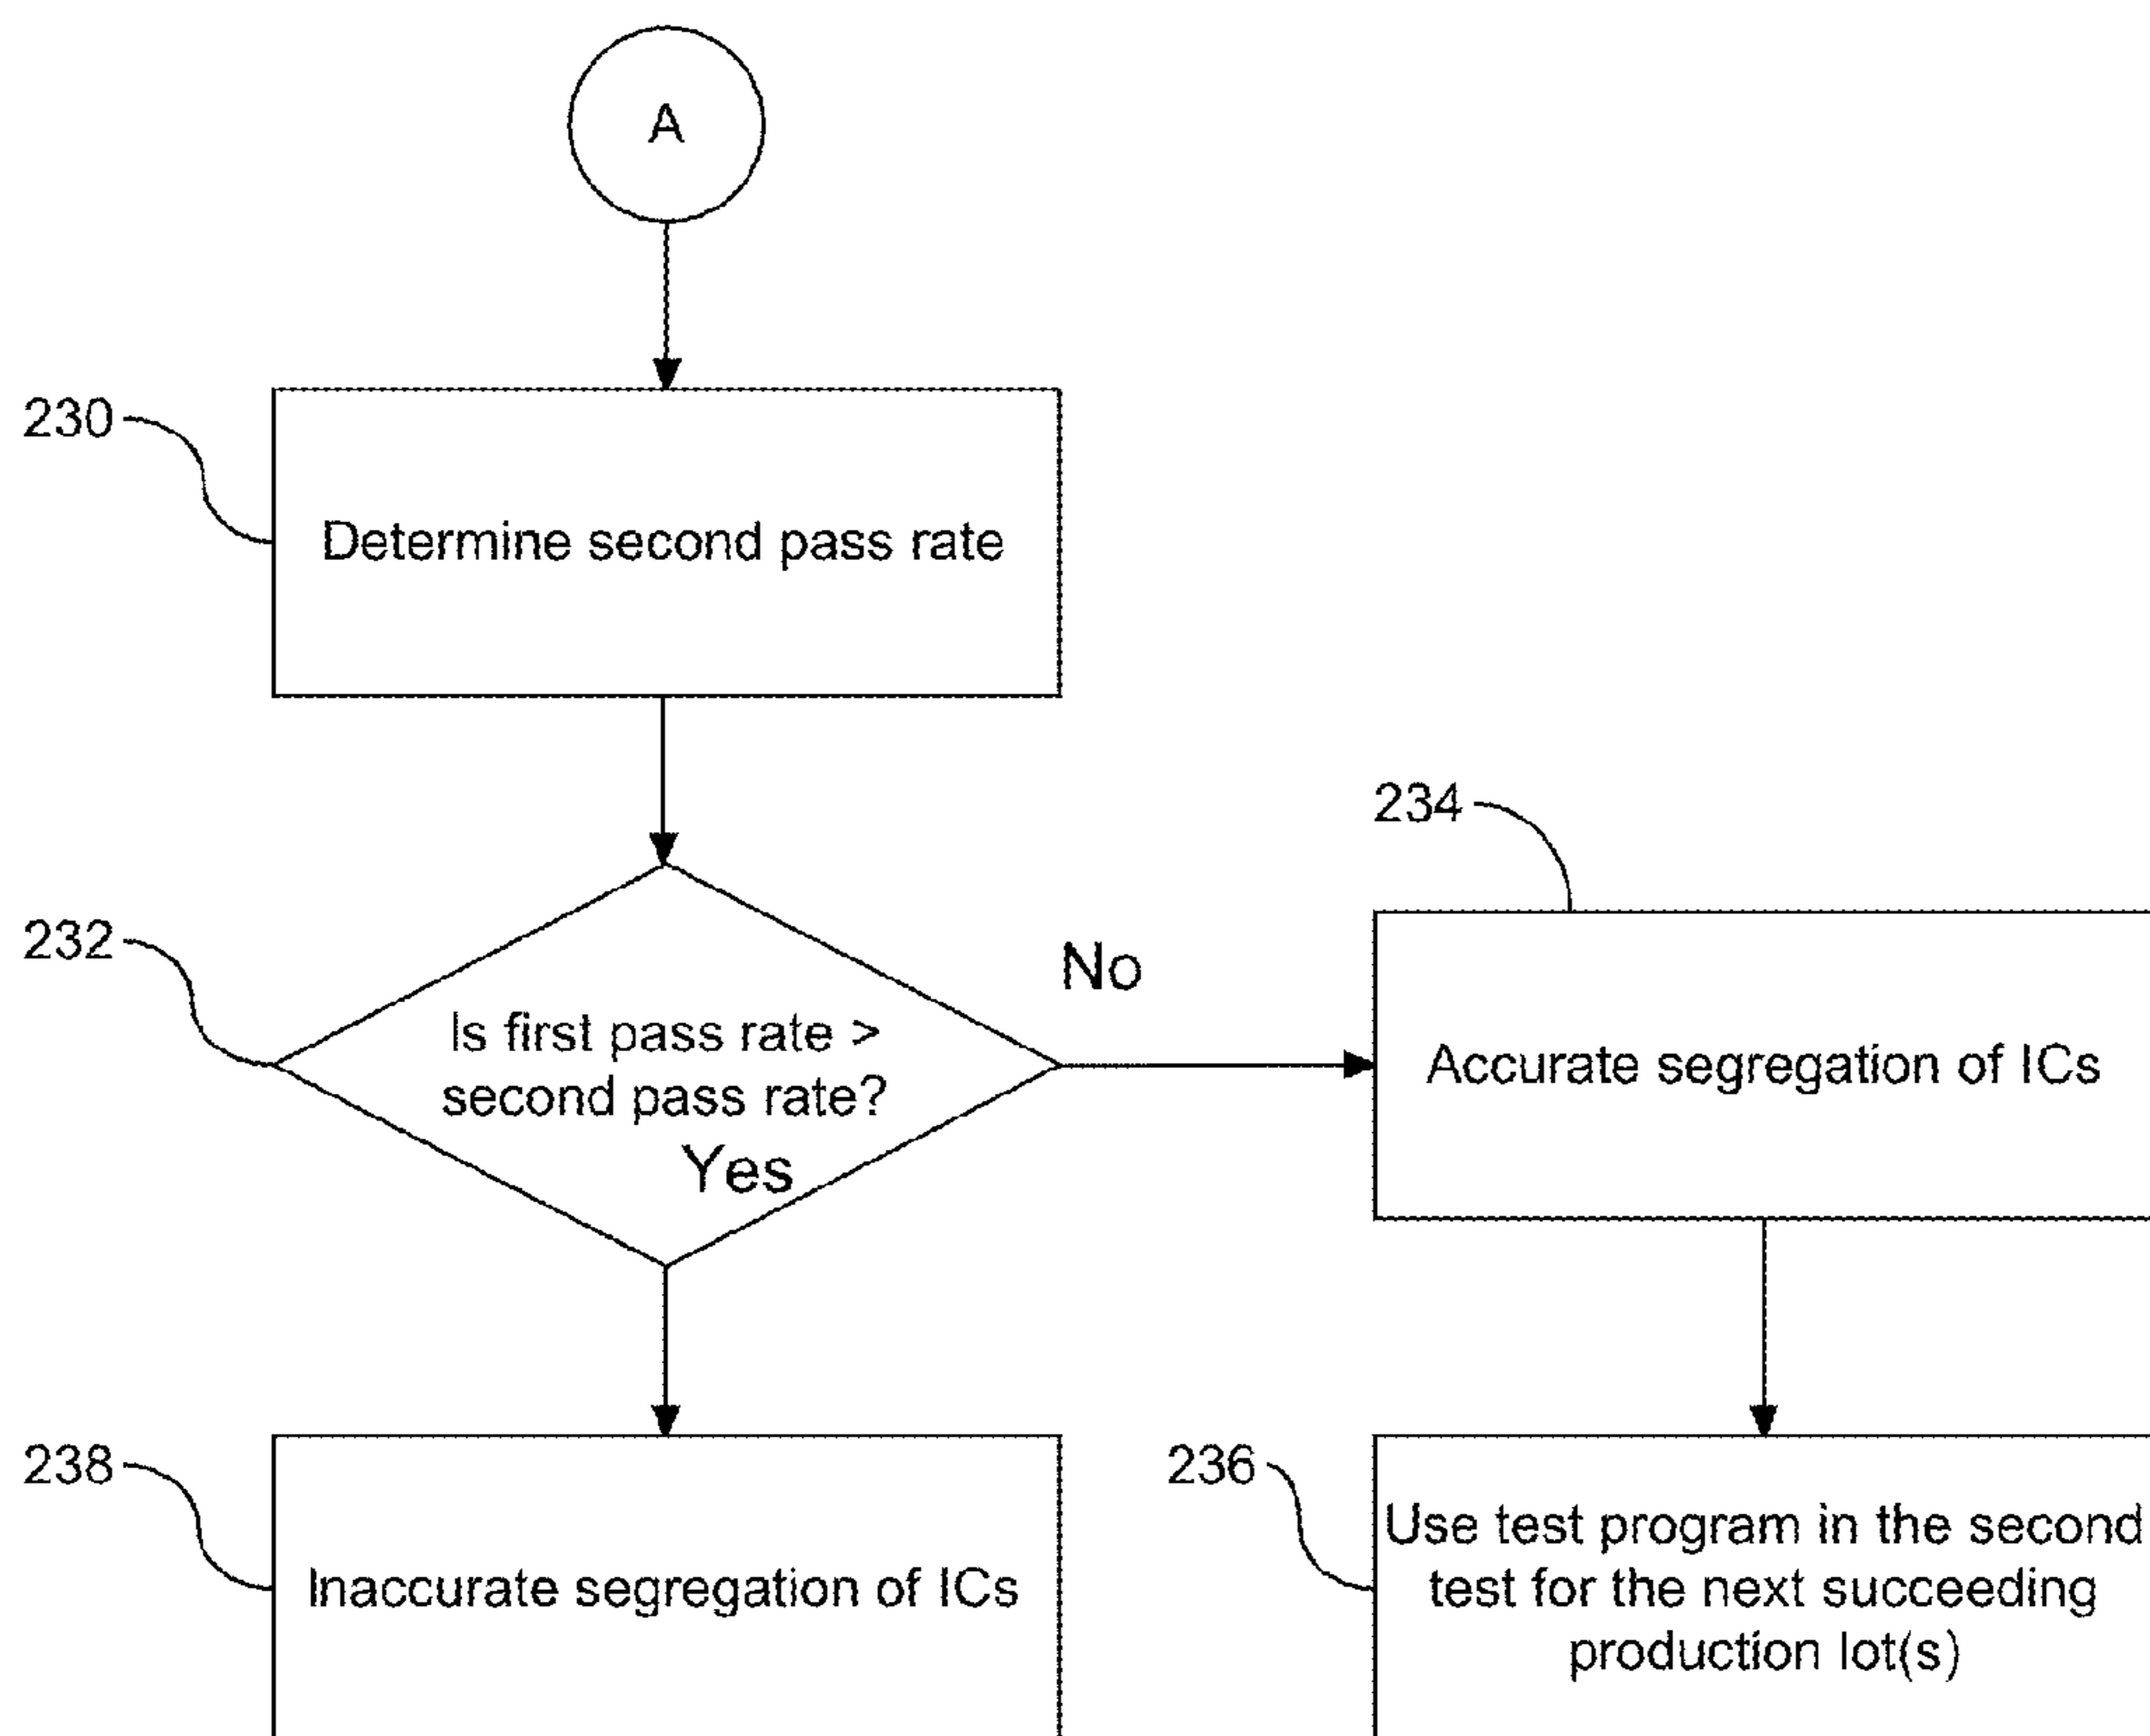 A
230
Determine second pass rate
234
232
No
Is first pass rate >
second pass rate?
Yes
Accurate segregation of ICs
238
Inaccurate segregation of ICs
236
Use test program in the second
test for the next succeeding
production lot(s)